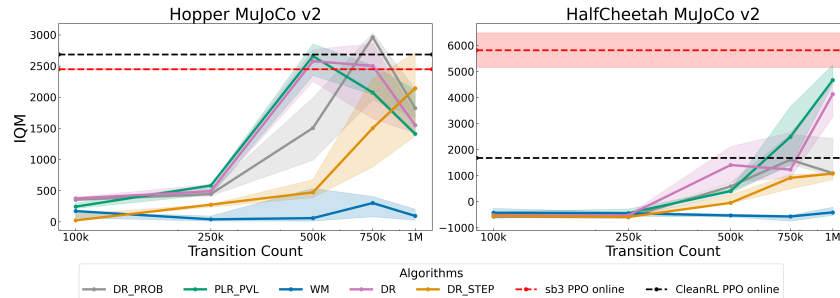 Hopper MuJoCo v2
IQM
3000
2500
2000
1500
1000
500
0
100k 250k 500k 750k 1M
Transition Count
HalfCheetah MuJoCo v2
6000
5000
4000
3000
2000
1000
0
−1000
100k 250k 500k 750k 1M
Transition Count
Algorithms
DR_PROB PLR_PVL WM DR DR_STEP sb3 PPO online CleanRL PPO online